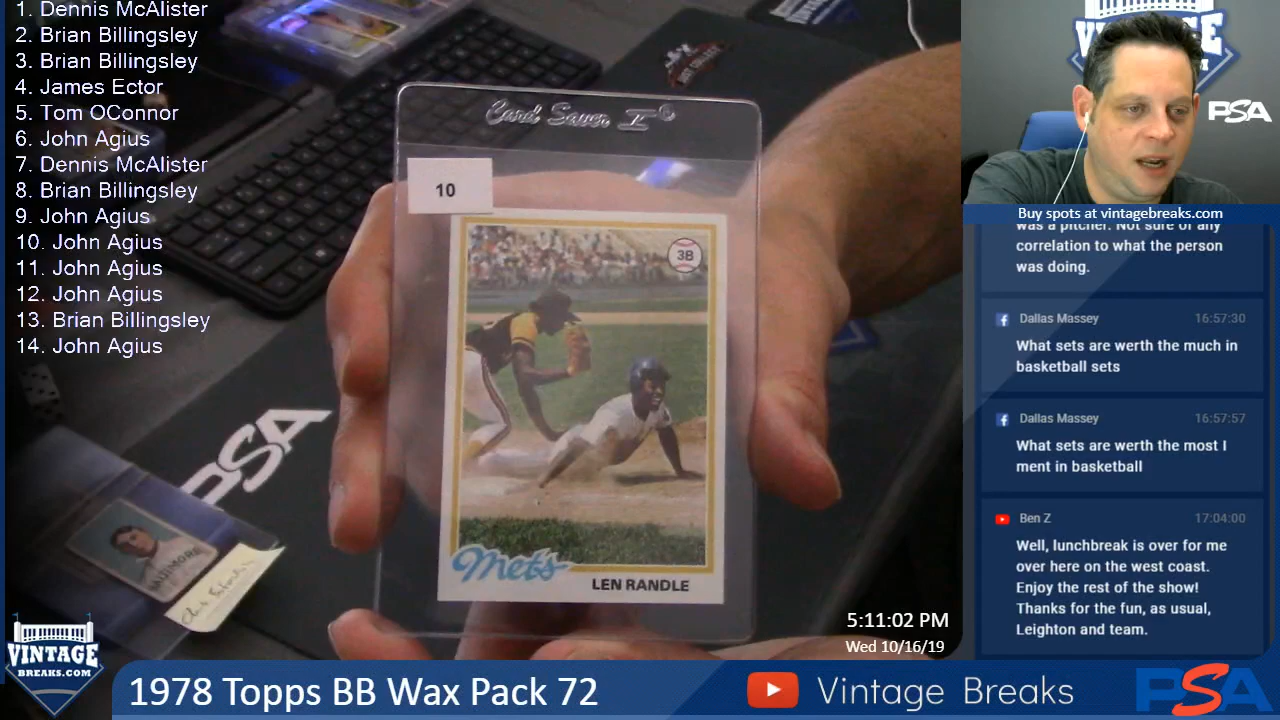 1. Dennis McAlister
2. Brian Billingsley
3. Brian Billingsley
4. James Ector
5. Tom OConnor
6. John Agius
7. Dennis McAlister
8. Brian Billingsley
9. John Agius
10. John Agius
11. John Agius
12. John Agius
13. Brian Billingsley
14. John Agius
Card Saver I®
10
3B
Mets
LEN RANDLE
PSA
VINTAGE
PSA
Buy spots at vintagebreaks.com
was a pitcher. Not sure of any
correlation to what the person
was doing.
Dallas Massey 16:57:30
What sets are worth the much in
basketball sets
Dallas Massey 16:57:57
What sets are worth the most I
ment in basketball
Ben Z 17:04:00
Well, lunchbreak is over for me
over here on the west coast.
Enjoy the rest of the show!
Thanks for the fun, as usual,
Leighton and team.
5:11:02 PM
Wed 10/16/19
VINTAGE
BREAKS.COM
1978 Topps BB Wax Pack 72
Vintage Breaks
PSA